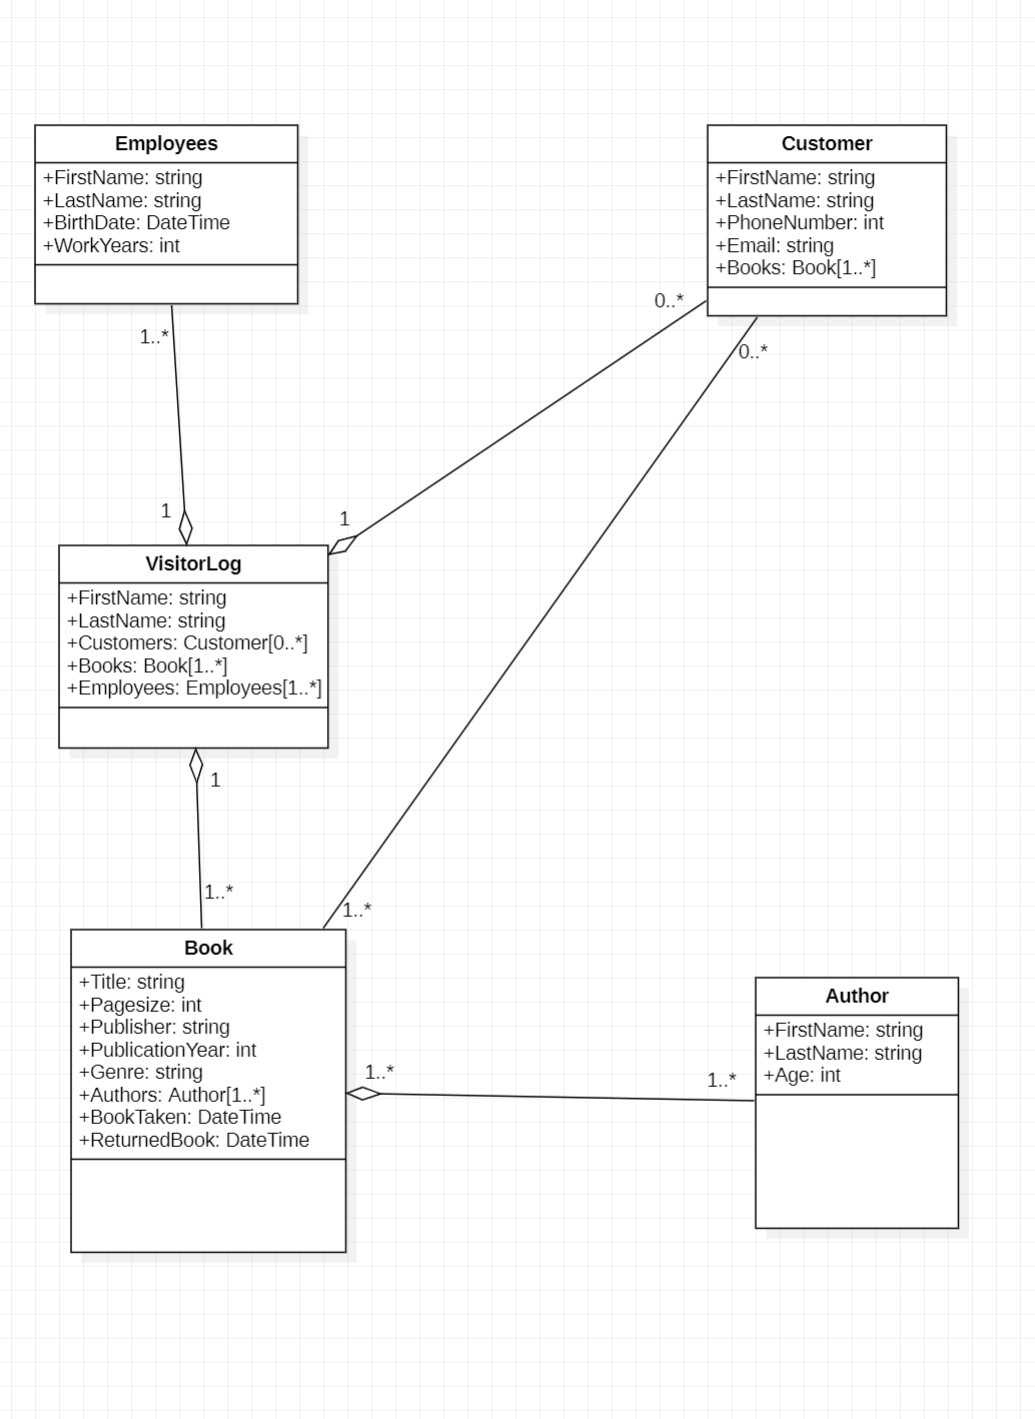 Employees
+FirstName: string
+LastName: string
+BirthDate: DateTime
+WorkYears: int
Customer
+FirstName: string
+LastName: string
+PhoneNumber: int
+Email: string
+Books: Book[1..*]
0..*
1..*
0..*
1
1
VisitorLog
+FirstName: string
+LastName: string
+Customers: Customer[0..*]
+Books: Book[1..*]
+Employees: Employees[1..*]
1
1..*
1..*
Book
+Title: string
+Pagesize: int
+Publisher: string
+PublicationYear: int
+Genre: string
+Authors: Author[1..*]
+BookTaken: DateTime
+ReturnedBook: DateTime
1..*
1..*
Author
+FirstName: string
+LastName: string
+Age: int